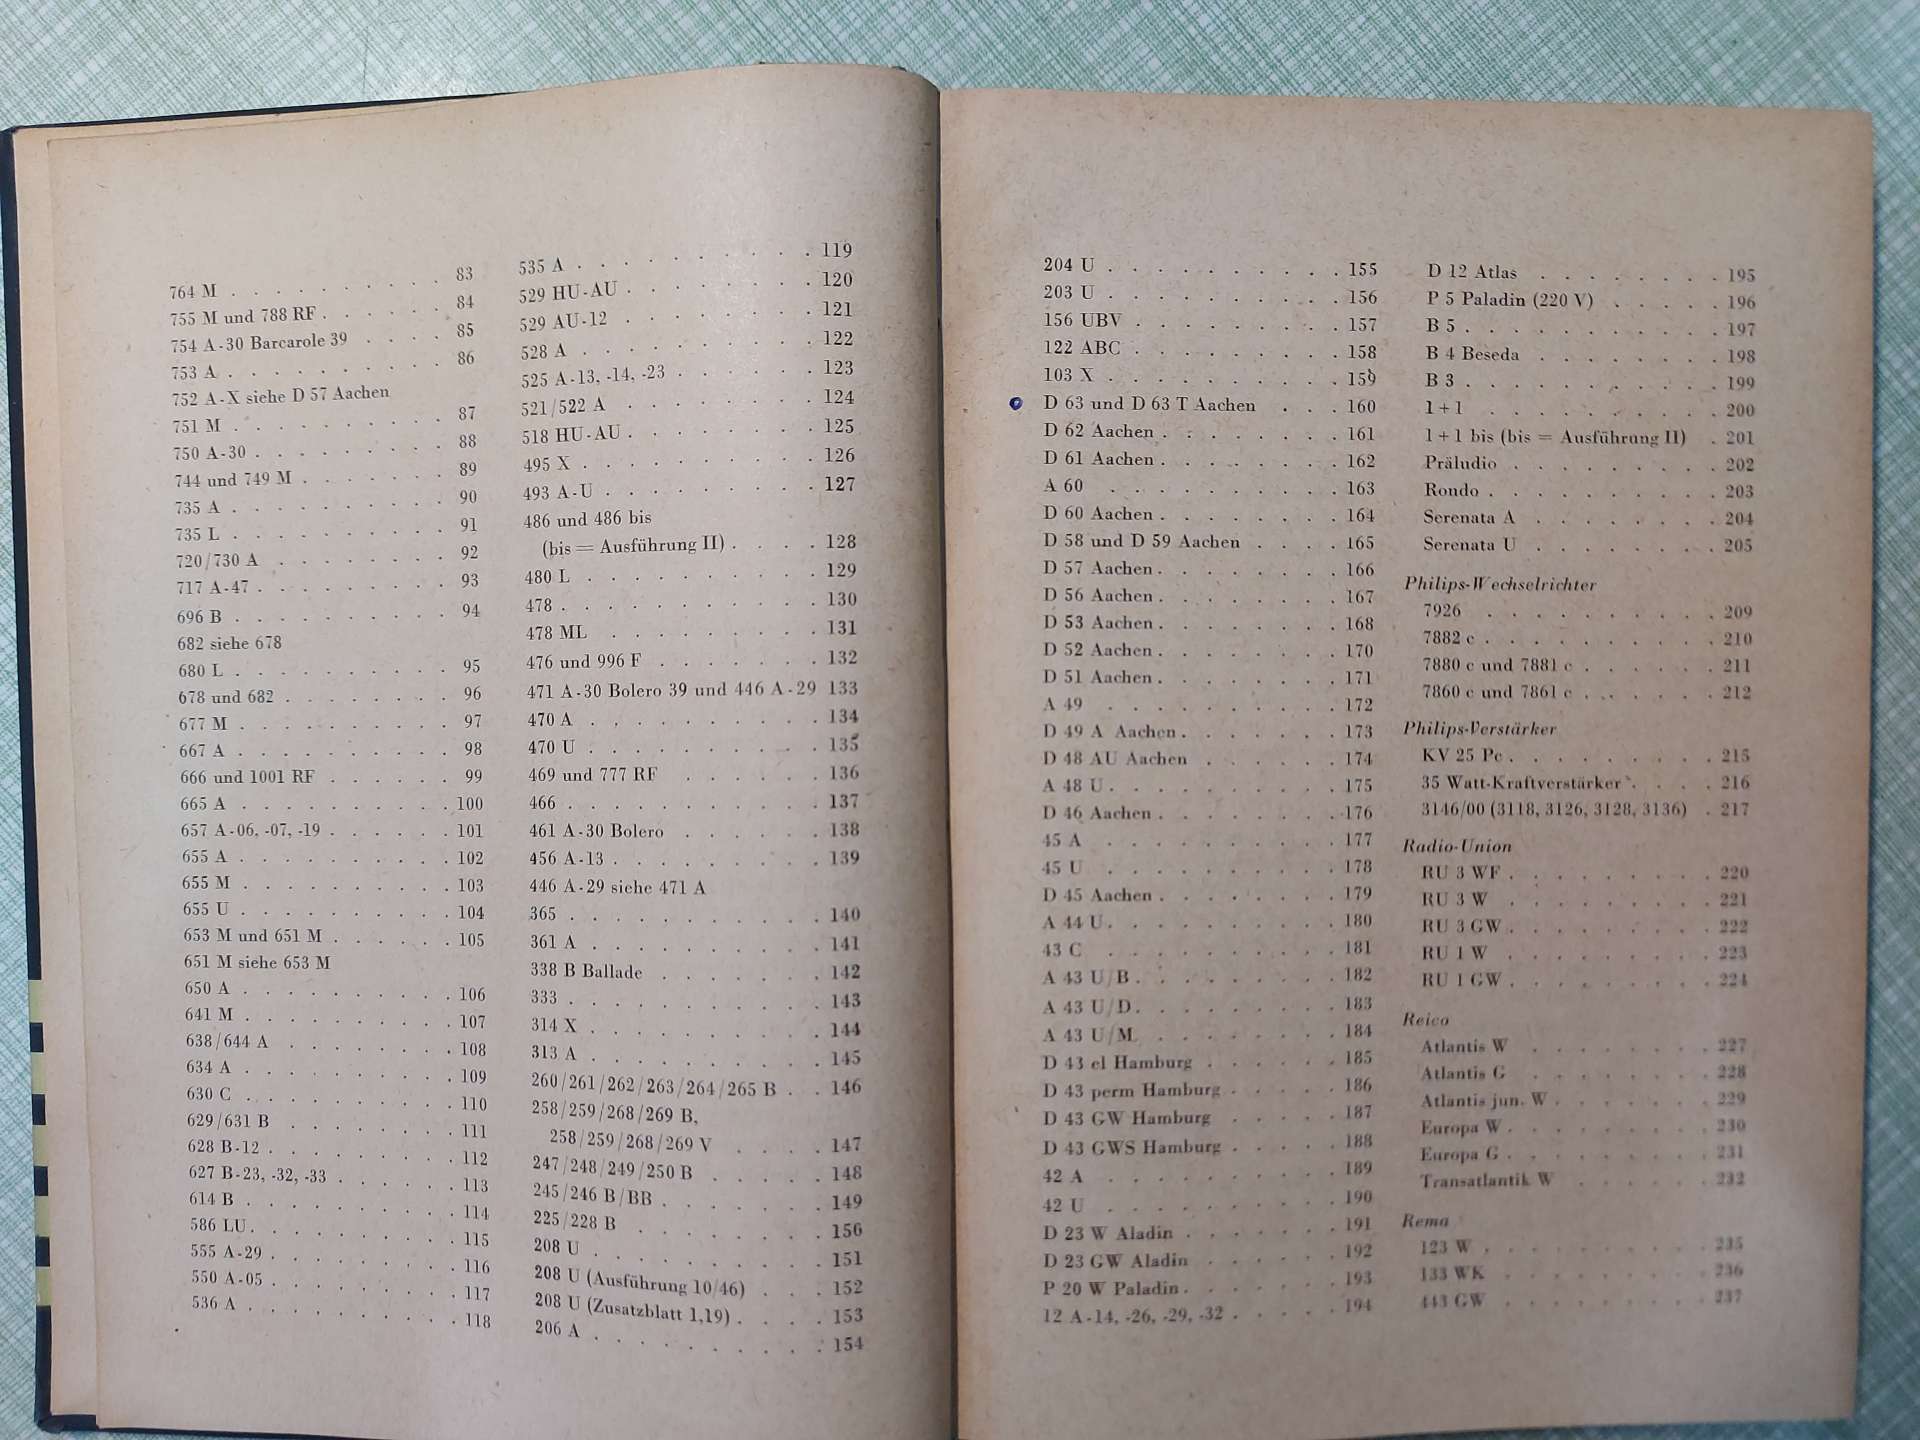 764 M . . . . . . . . . . 83
755 M und 788 RF . . . . . . 84
754 A-30 Barcarole 39 . . . . 85
753 A . . . . . . . . . . 86
752 A-X siehe D 57 Aachen
751 M . . . . . . . . . . 87
750 A-30 . . . . . . . . . 88
744 und 749 M . . . . . . . 89
735 A . . . . . . . . . . 90
735 L . . . . . . . . . . 91
720/730 A . . . . . . . . 92
717 A-47 . . . . . . . . . 93
696 B . . . . . . . . . . 94
682 siehe 678
680 L . . . . . . . . . . 95
678 und 682 . . . . . . . . 96
677 M . . . . . . . . . . 97
667 A . . . . . . . . . . 98
666 und 1001 RF . . . . . . 99
665 A . . . . . . . . . . 100
657 A-06, -07, -19 . . . . . . 101
655 A . . . . . . . . . . 102
655 M . . . . . . . . . . 103
655 U . . . . . . . . . . 104
653 M und 651 M . . . . . . 105
651 M siehe 653 M
650 A . . . . . . . . . . 106
641 M . . . . . . . . . . 107
638/644 A . . . . . . . . 108
634 A . . . . . . . . . . 109
630 C . . . . . . . . . . 110
629/631 B . . . . . . . . 111
628 B-12 . . . . . . . . . 112
627 B-23, -32, -33 . . . . . . 113
614 B . . . . . . . . . . 114
586 LU . . . . . . . . . . 115
555 A-29 . . . . . . . . . 116
550 A-05 . . . . . . . . . 117
536 A . . . . . . . . . . 118
535 A . . . . . . . . . . 119
529 HU-AU . . . . . . . . 120
529 AU-12 . . . . . . . . 121
528 A . . . . . . . . . . 122
525 A-13, -14, -23 . . . . . . 123
521/522 A . . . . . . . . 124
518 HU-AU . . . . . . . . 125
495 X . . . . . . . . . . 126
493 A-U . . . . . . . . . 127
486 und 486 bis
(bis = Ausführung II) . . . . 128
480 L . . . . . . . . . . 129
478 . . . . . . . . . . . 130
478 ML . . . . . . . . . 131
476 und 996 F . . . . . . . 132
471 A-30 Bolero 39 und 446 A-29 133
470 A . . . . . . . . . . 134
470 U . . . . . . . . . . 135
469 und 777 RF . . . . . . 136
466 . . . . . . . . . . . 137
461 A-30 Bolero . . . . . . 138
456 A-13 . . . . . . . . . 139
446 A-29 siehe 471 A
365 . . . . . . . . . . . 140
361 A . . . . . . . . . . 141
338 B Ballade . . . . . . . 142
333 . . . . . . . . . . . 143
314 X . . . . . . . . . . 144
313 A . . . . . . . . . . 145
260/261/262/263/264/265 B . . 146
258/259/268/269 B,
258/259/268/269 V . . . . 147
247/248/249/250 B . . . . . 148
245/246 B/BB . . . . . . . 149
225/228 B . . . . . . . . 156
208 U . . . . . . . . . . 151
208 U (Ausführung 10/46) . . . 152
208 U (Zusatzblatt 1,19) . . . . 153
206 A . . . . . . . . . . 154
204 U . . . . . . . . . . 155
203 U . . . . . . . . . . 156
156 UBV . . . . . . . . . 157
122 ABC . . . . . . . . . 158
103 X . . . . . . . . . . 159
D 63 und D 63 T Aachen . . . 160
D 62 Aachen . . . . . . . 161
D 61 Aachen . . . . . . . 162
A 60 . . . . . . . . . . 163
D 60 Aachen . . . . . . . 164
D 58 und D 59 Aachen . . . . 165
D 57 Aachen . . . . . . . 166
D 56 Aachen . . . . . . . 167
D 53 Aachen . . . . . . . 168
D 52 Aachen . . . . . . . 170
D 51 Aachen . . . . . . . 171
A 49 . . . . . . . . . . 172
D 49 A Aachen . . . . . . . 173
D 48 AU Aachen . . . . . . 174
A 48 U . . . . . . . . . . 175
D 46 Aachen . . . . . . . 176
45 A . . . . . . . . . . 177
45 U . . . . . . . . . . 178
D 45 Aachen . . . . . . . 179
A 44 U . . . . . . . . . . 180
43 C . . . . . . . . . . 181
A 43 U/B . . . . . . . . . 182
A 43 U/D . . . . . . . . . 183
A 43 U/M . . . . . . . . 184
D 43 el Hamburg . . . . . . 185
D 43 perm Hamburg . . . . . 186
D 43 GW Hamburg . . . . . 187
D 43 GWS Hamburg . . . . . 188
42 A . . . . . . . . . . 189
42 U . . . . . . . . . . 190
D 23 W Aladin . . . . . . . 191
D 23 GW Aladin . . . . . . 192
P 20 W Paladin . . . . . . . 193
12 A-14, -26, -29, -32 . . . . . 194
D 12 Atlas . . . . . . . . 195
P 5 Paladin (220 V) . . . . . 196
B 5 . . . . . . . . . . . 197
B 4 Beseda . . . . . . . . 198
B 3 . . . . . . . . . . . 199
1+1 . . . . . . . . . . 200
1+1 bis (bis = Ausführung II) . 201
Präludio . . . . . . . . . 202
Rondo . . . . . . . . . . 203
Serenata A . . . . . . . . 204
Serenata U . . . . . . . . 205
Philips-Wechselrichter
7926 . . . . . . . . . . 209
7882 c . . . . . . . . . . 210
7880 c und 7881 c . . . . . . 211
7860 c und 7861 c . . . . . . 212
Philips-Verstärker
KV 25 Pc . . . . . . . . . 215
35 Watt-Kraftverstärker . . . . 216
3146/00 (3118, 3126, 3128, 3136) . 217
Radio-Union
RU 3 WF . . . . . . . . . 220
RU 3 W . . . . . . . . . 221
RU 3 GW . . . . . . . . . 222
RU 1 W . . . . . . . . . 223
RU 1 GW . . . . . . . . . 224
Reico
Atlantis W . . . . . . . . 227
Atlantis G . . . . . . . . 228
Atlantis jun. W . . . . . . . 229
Europa W . . . . . . . . . 230
Europa G . . . . . . . . . 231
Transatlantik W . . . . . . 232
Rema
123 W . . . . . . . . . . 235
133 WK . . . . . . . . . 236
443 GW . . . . . . . . . 237